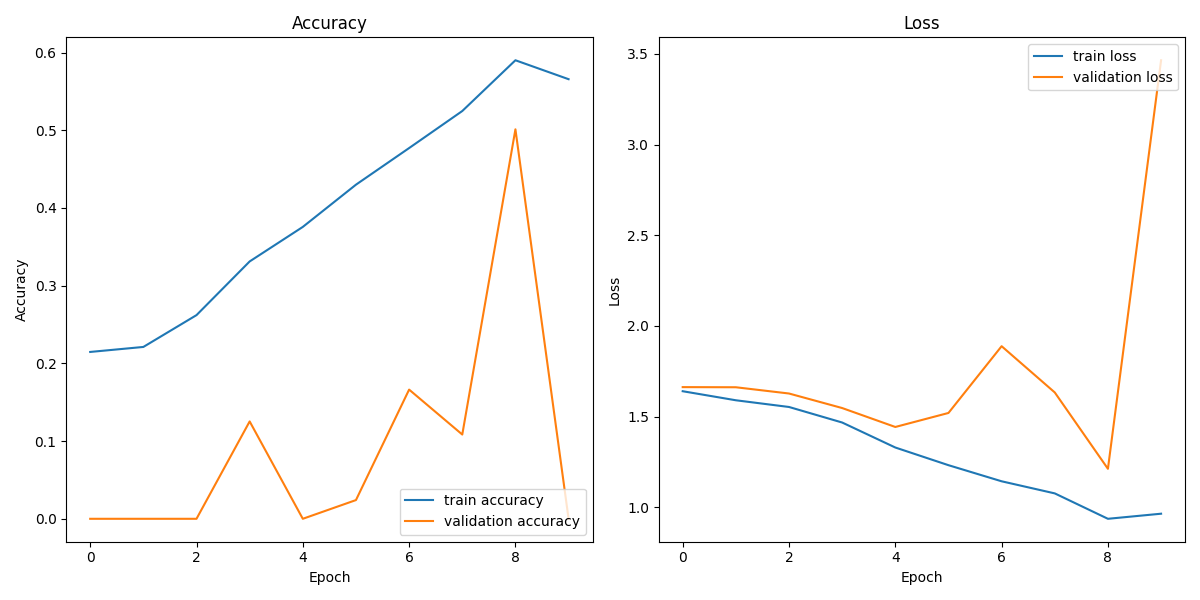 Accuracy
0.6
0.5
0.4
0.3
0.2
0.1
0.0
Accuracy
train accuracy
validation accuracy
0 2 4 6 8
Epoch
Loss
3.5
3.0
2.5
2.0
1.5
1.0
Loss
train loss
validation loss
0 2 4 6 8
Epoch